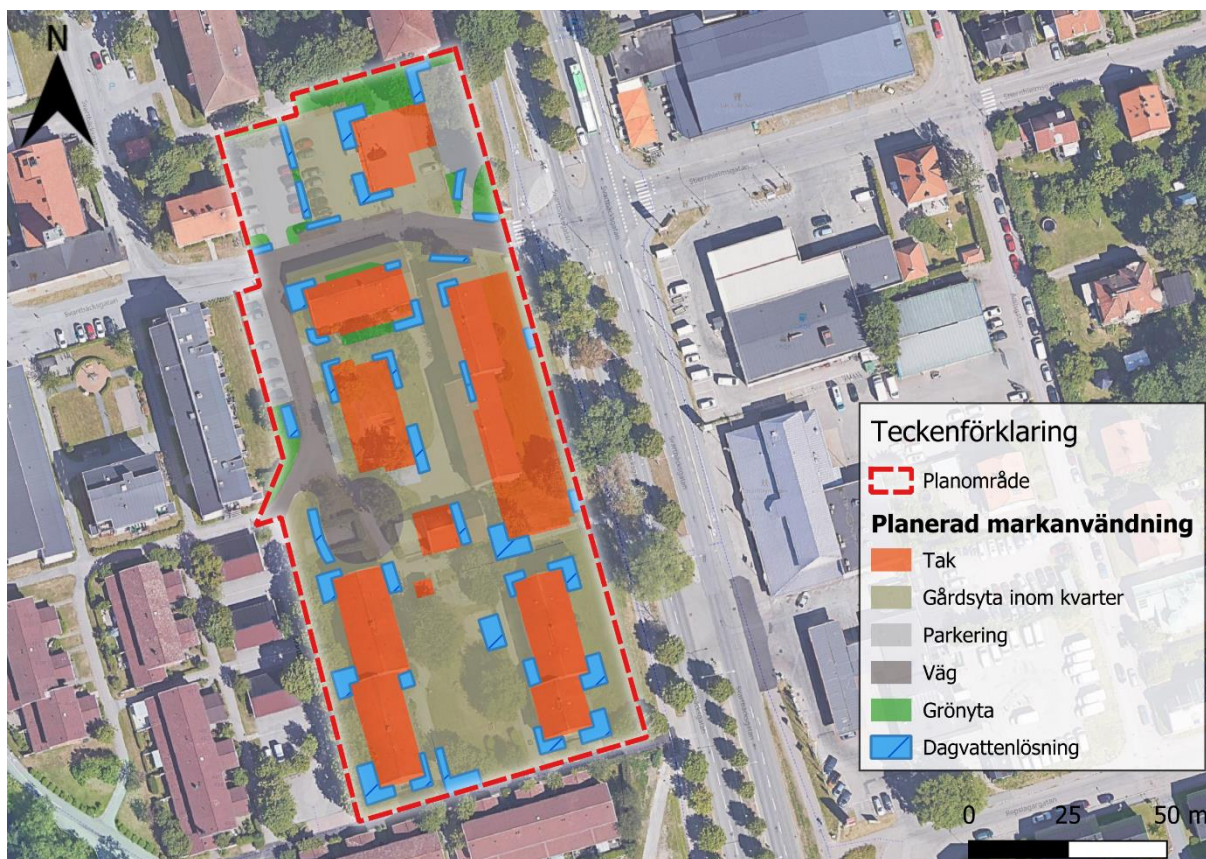 N
Teckenförklaring
Planområde
Planerad markanvändning
Tak
Gårdsyta inom kvarter
Parkering
Väg
Grönyta
Dagvattenlösning
0 25 50 m